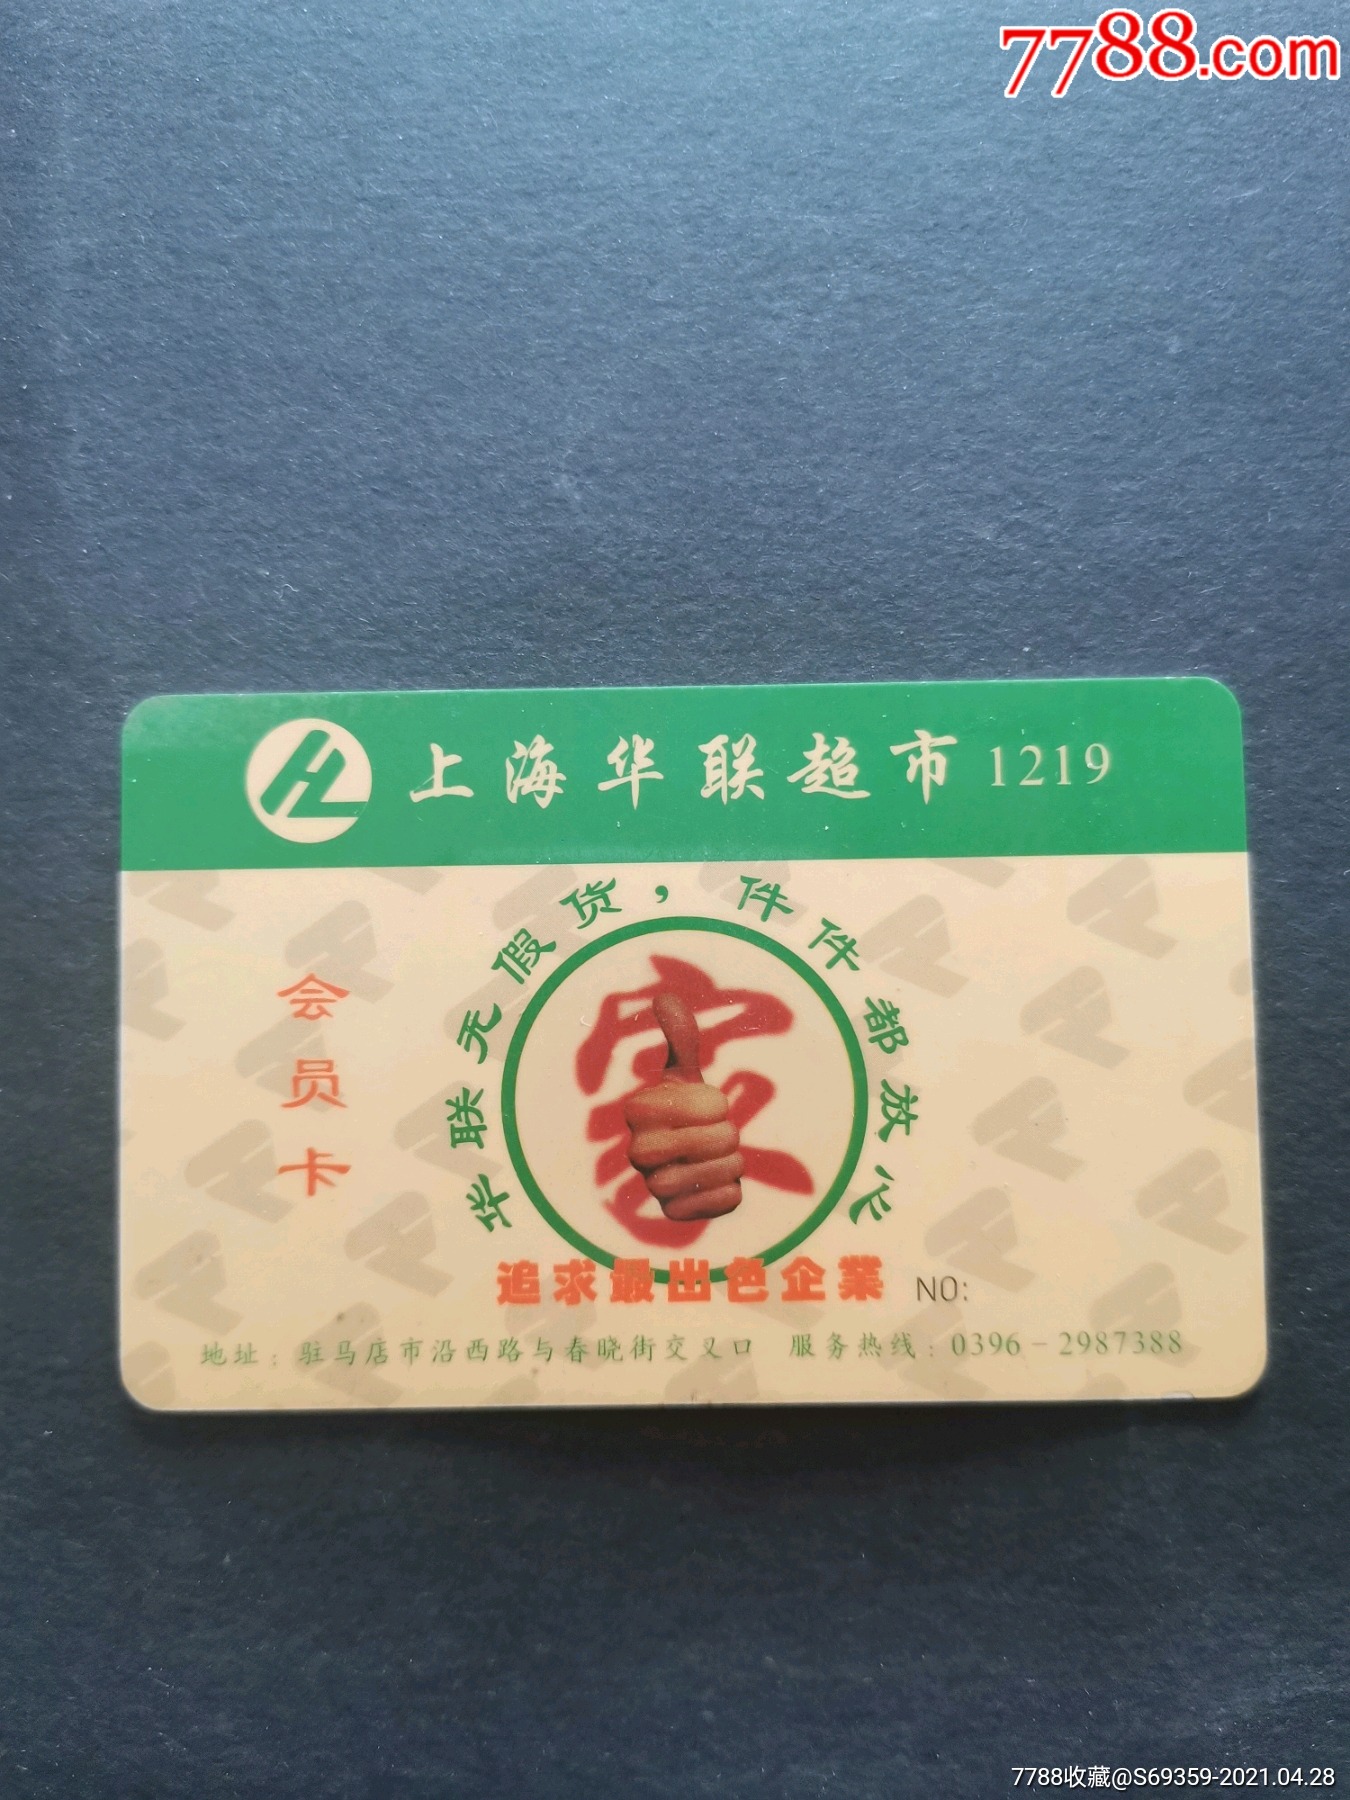 7788.com
上海华联超市 1219
华联无假货，件件都放心
会员卡
家
追求最出色企業
NO:
地址：驻马店市沿西路与春晓街交叉口 服务热线：0396-2987388
7788收藏@S69359-2021.04.28